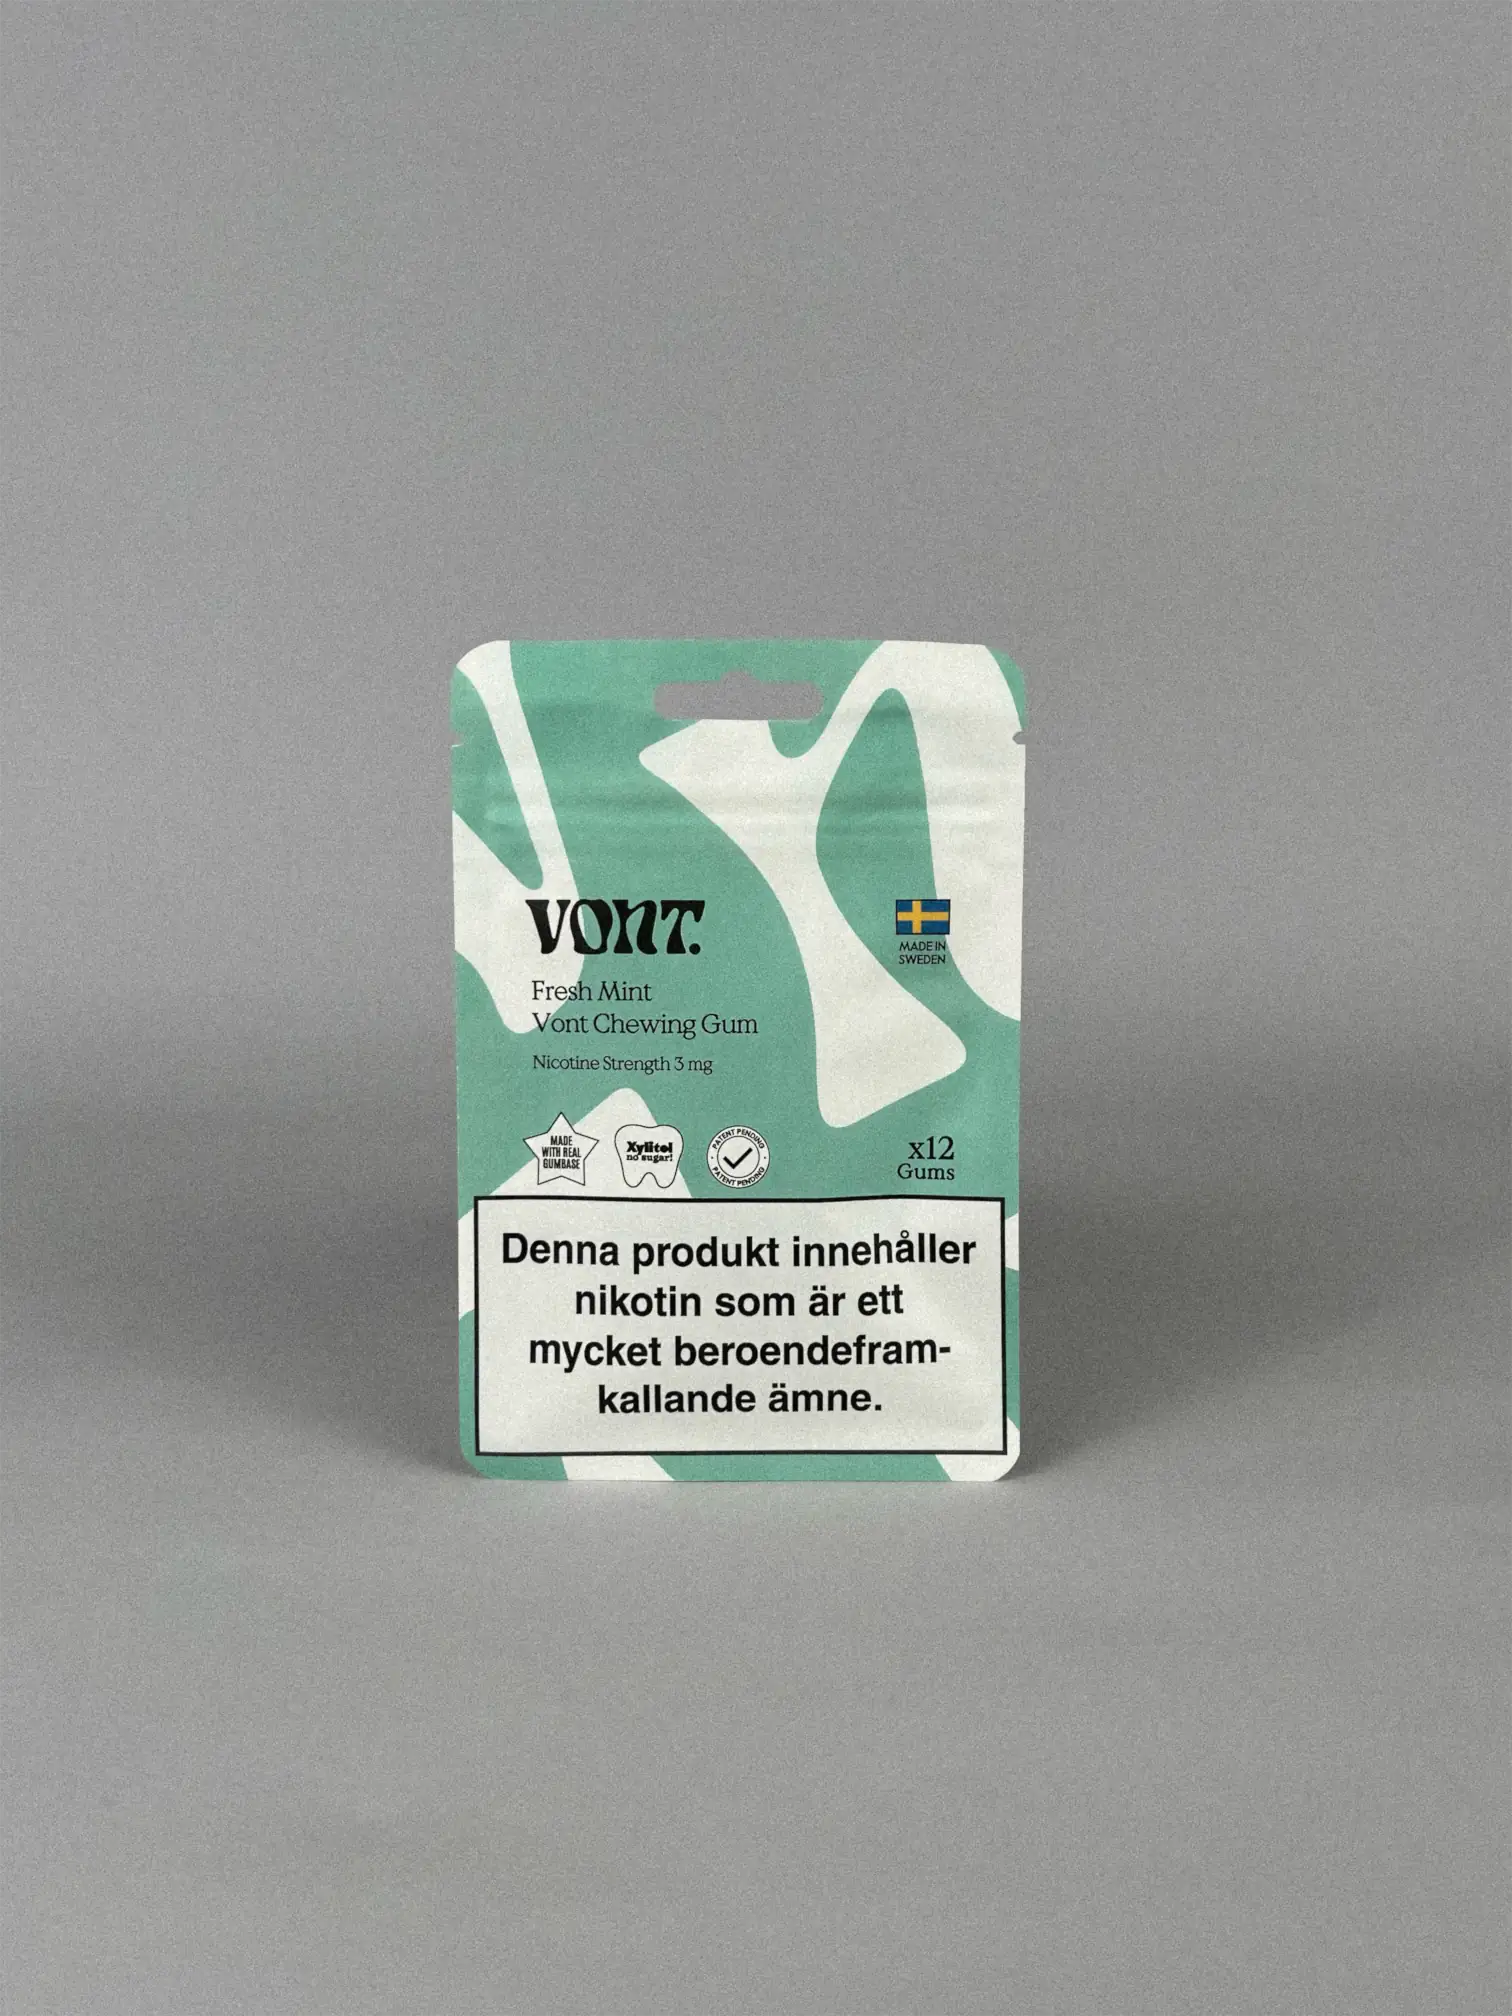 VONT.
MADE IN
SWEDEN
Fresh Mint
Vont Chewing Gum
Nicotine Strength 3 mg
MADE
WITH REAL
GUMBASE
Xylitol
no sugar!
PATENT PENDING
PATENT PENDING
x12
Gums
Denna produkt innehåller
nikotin som är ett
mycket beroendefram-
kallande ämne.